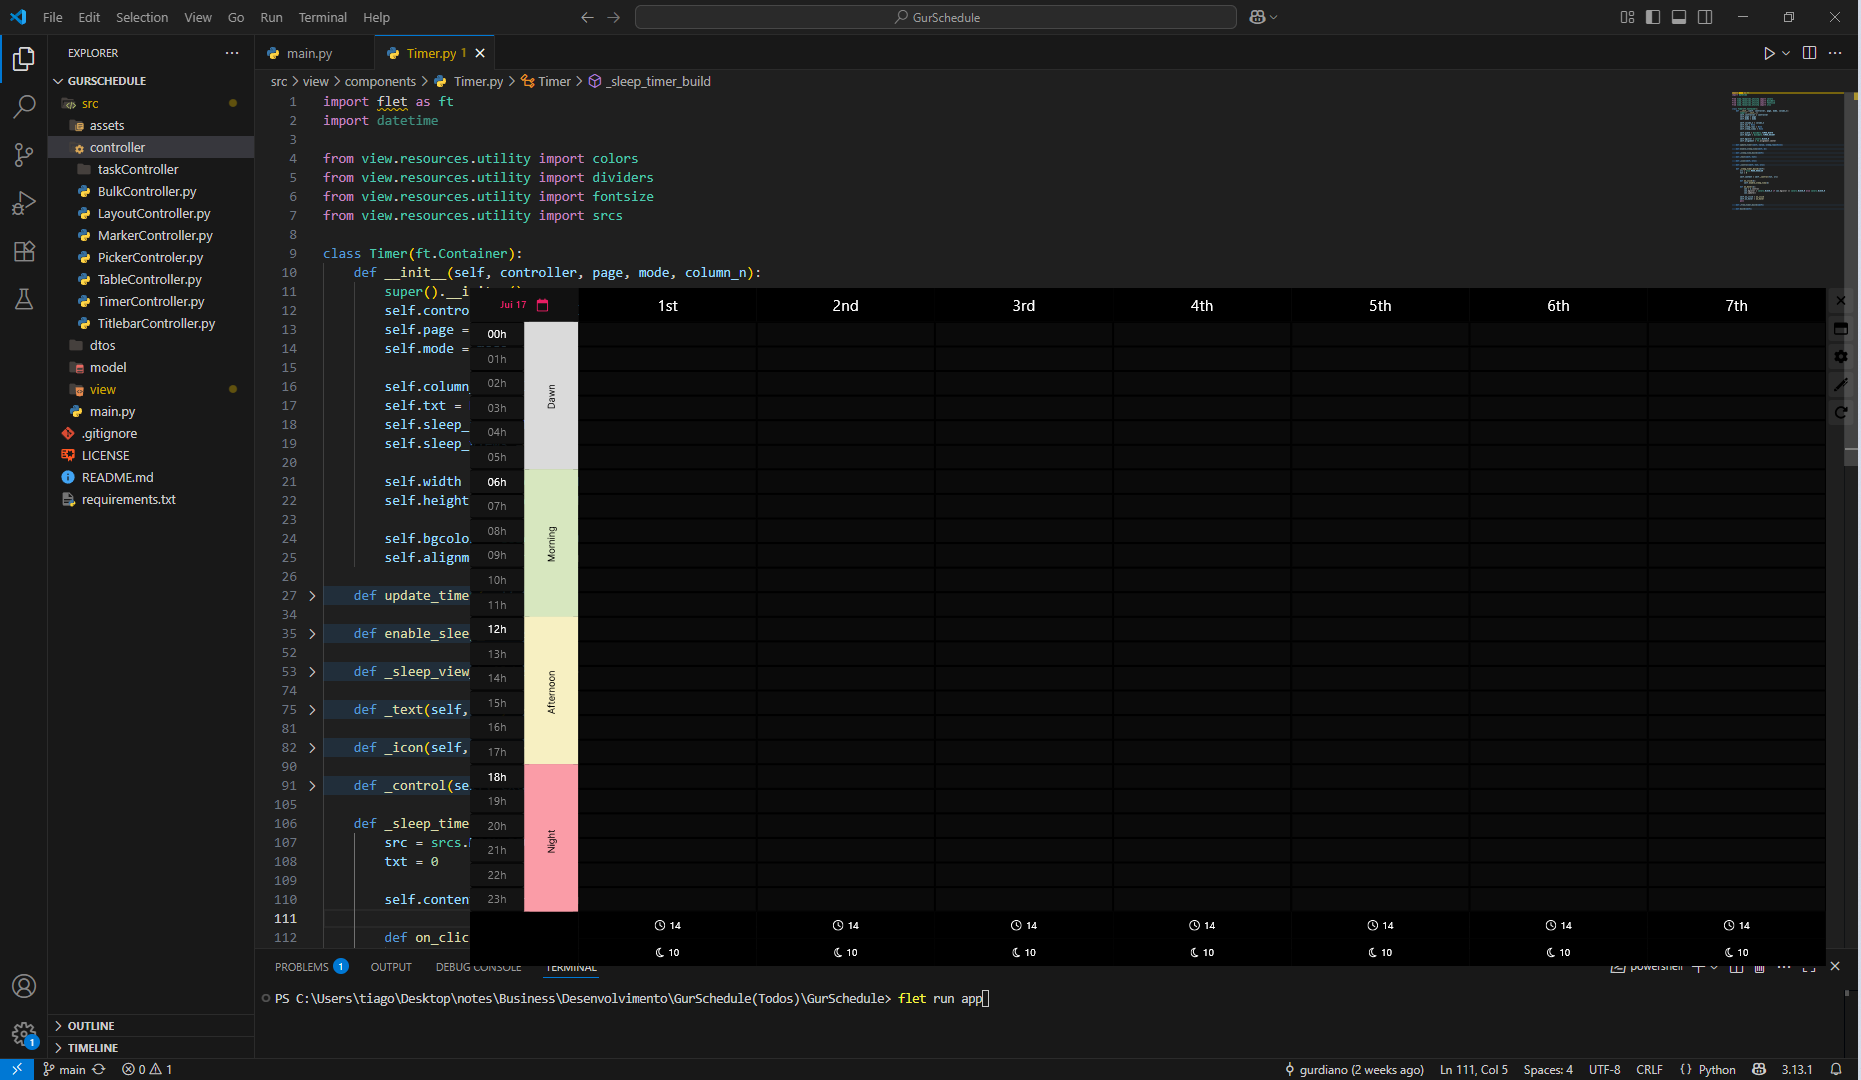 File Edit Selection View Go Run Terminal Help
GurSchedule
EXPLORER
GURSCHEDULE
src
assets
controller
taskController
BulkController.py
LayoutController.py
MarkerController.py
PickerControler.py
TableController.py
TimerController.py
TitlebarController.py
dtos
model
view
main.py
.gitignore
LICENSE
README.md
requirements.txt
OUTLINE
TIMELINE
main.py
Timer.py 1
src > view > components > Timer.py > Timer > _sleep_timer_build
1 import flet as ft
2 import datetime
3
4 from view.resources.utility import colors
5 from view.resources.utility import dividers
6 from view.resources.utility import fontsize
7 from view.resources.utility import srcs
8
9 class Timer(ft.Container):
10 def __init__(self, controller, page, mode, column_n):
11 super().__i
12 self.contro
13 self.page =
14 self.mode =
15
16 self.column
17 self.txt =
18 self.sleep_
19 self.sleep_
20
21 self.width
22 self.height
23
24 self.bgcolo
25 self.alignm
26
27 def update_time
34
35 def enable_slee
52
53 def _sleep_view
74
75 def _text(self,
81
82 def _icon(self,
90
91 def _control(se
105
106 def _sleep_time
107 src = srcs.
108 txt = 0
109
110 self.conten
111
112 def on_clic
Jui 17
1st 2nd 3rd 4th 5th 6th 7th
00h
01h
02h
03h
04h
05h
06h
07h
08h
09h
10h
11h
12h
13h
14h
15h
16h
17h
18h
19h
20h
21h
22h
23h
Dawn
Morning
Afternoon
Night
14 14 14 14 14 14 14
10 10 10 10 10 10 10
PROBLEMS 1 OUTPUT DEBUG CONSOLE TERMINAL
powershell
PS C:\Users\tiago\Desktop\notes\Business\Desenvolvimento\GurSchedule(Todos)\GurSchedule> flet run app
1
main 0 1
gurdiano (2 weeks ago) Ln 111, Col 5 Spaces: 4 UTF-8 CRLF {} Python 3.13.1